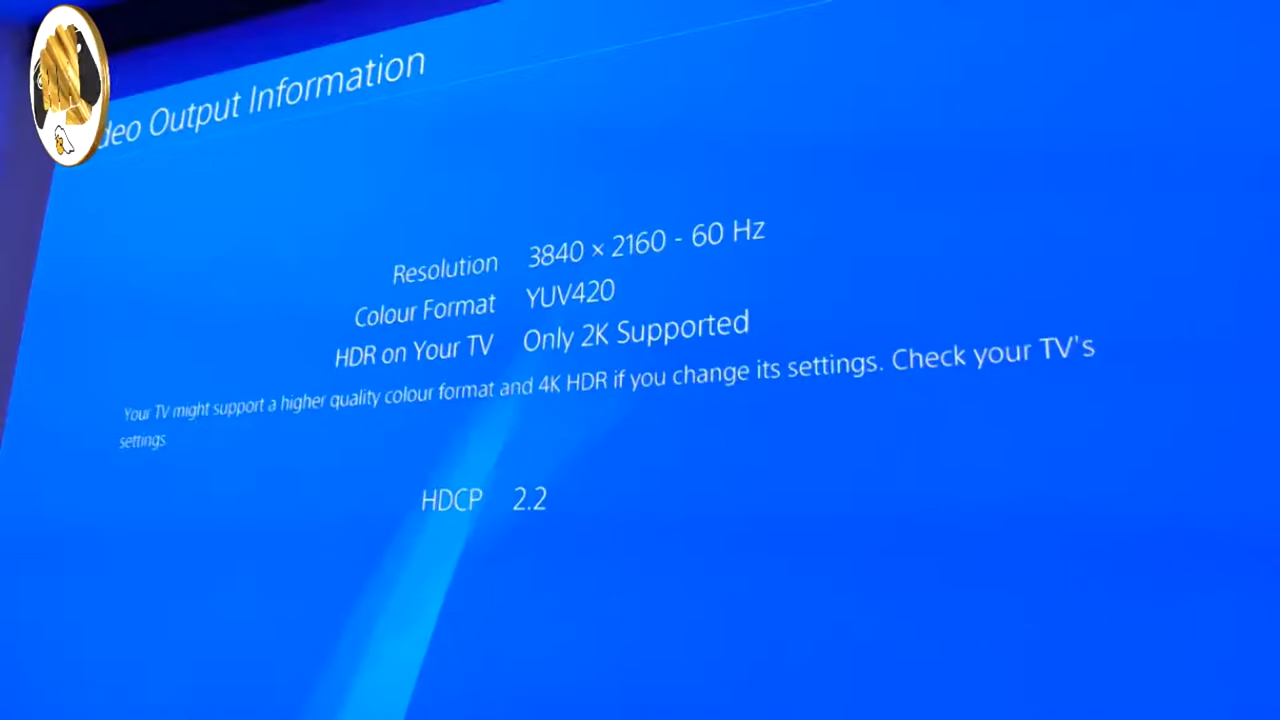 deo Output Information
Resolution 3840 × 2160 - 60 Hz
Colour Format YUV420
HDR on Your TV Only 2K Supported
Your TV might support a higher quality colour format and 4K HDR if you change its settings. Check your TV's
settings
HDCP 2.2